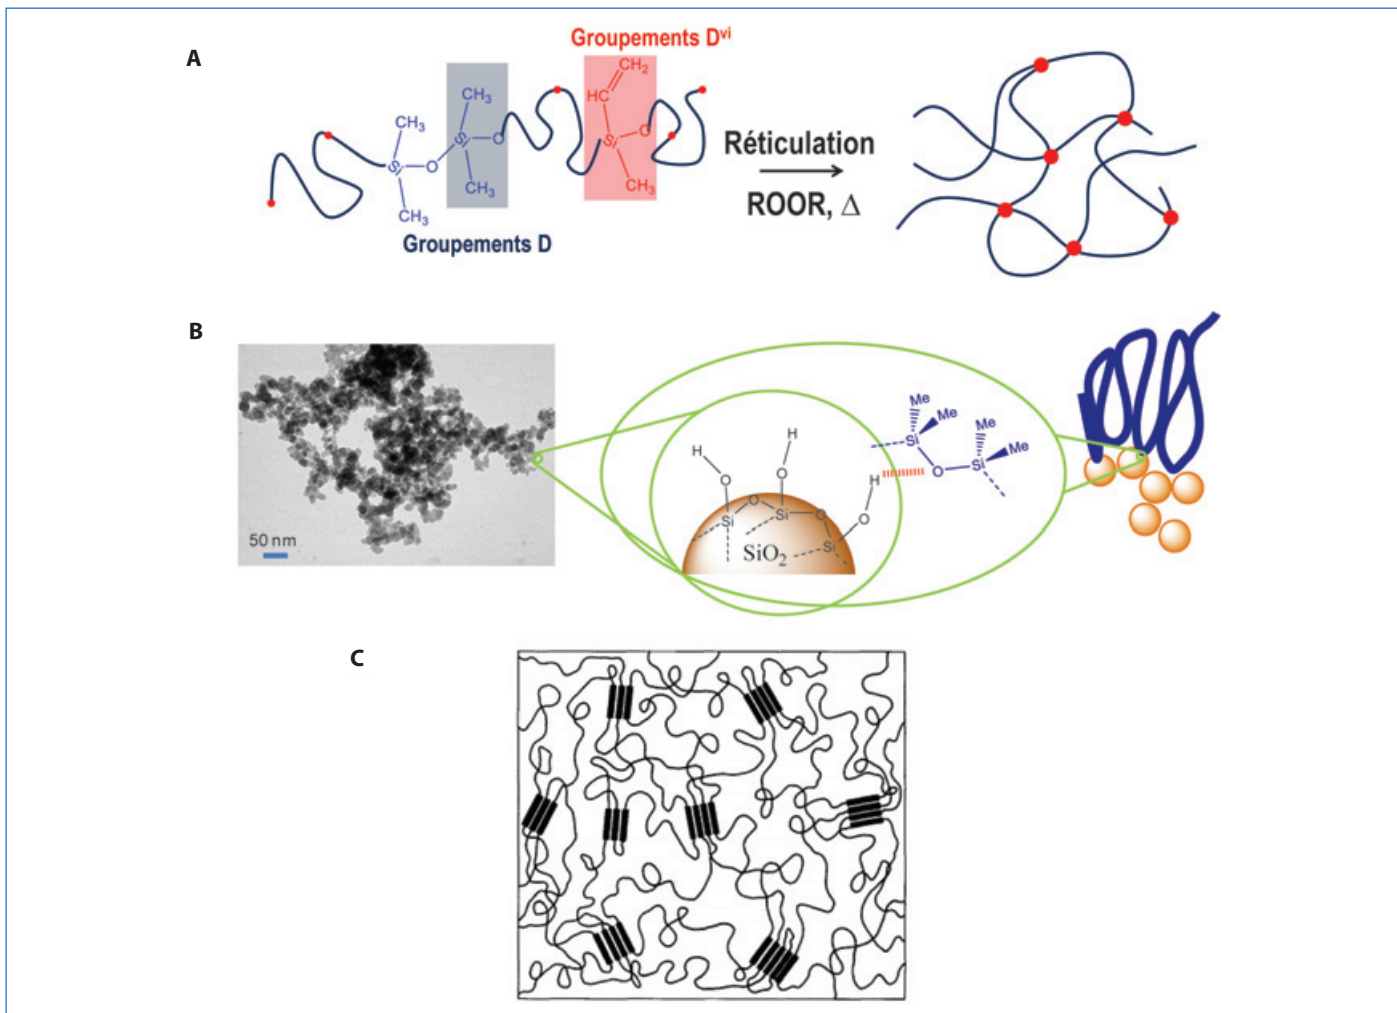 A
Groupements Dvi
CH2
HC
CH3
CH3
Si
O
Si
O
Si
O
CH3
CH3
CH3
Groupements D
Réticulation
ROOR, Δ
B
50 nm
H
H
O
O
H
O
Si
O
Si
O
Si
SiO2
Me
Me
Si
O
Si
Me
Me
C